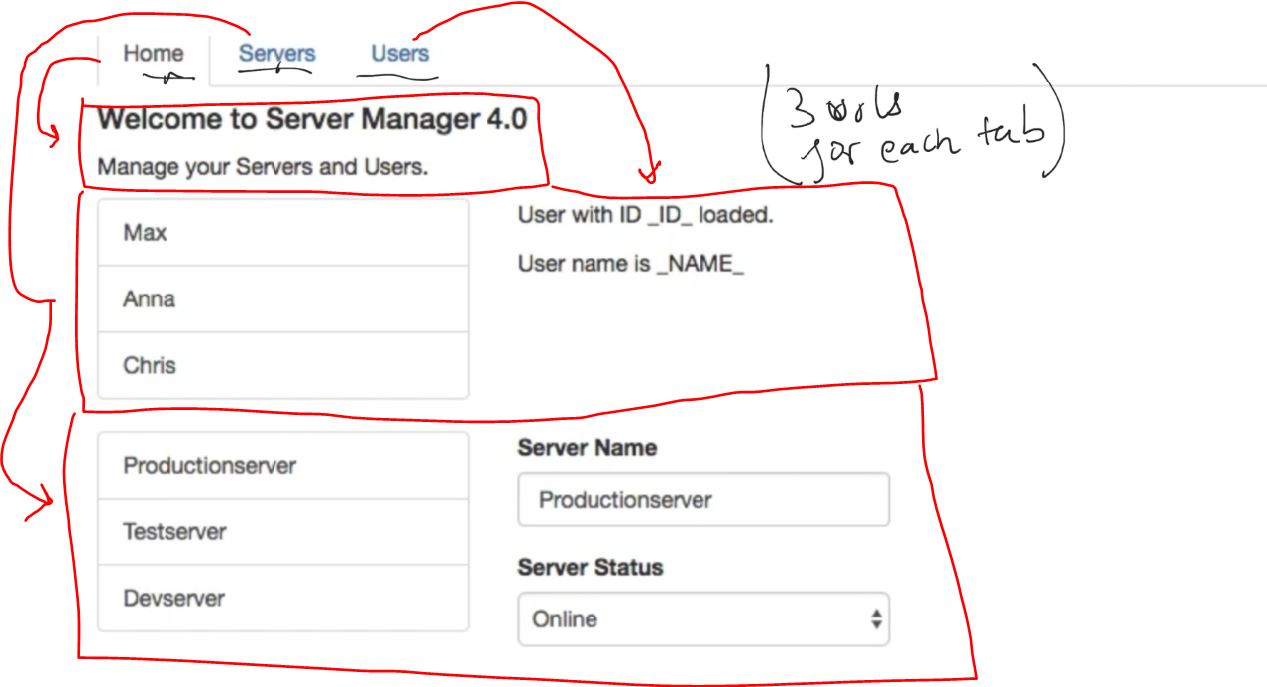 Home Servers Users
Welcome to Server Manager 4.0
Manage your Servers and Users.
(3
for each tab)
Max
Anna
Chris
User with ID _ID_ loaded.
User name is _NAME_
Productionserver
Testserver
Devserver
Server Name
Productionserver
Server Status
Online